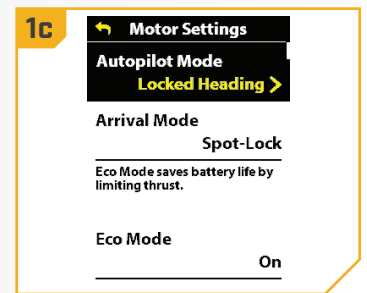 1c
Motor Settings
Autopilot Mode
Locked Heading
Arrival Mode
Spot-Lock
Eco Mode saves battery life by
limiting thrust.
Eco Mode
On